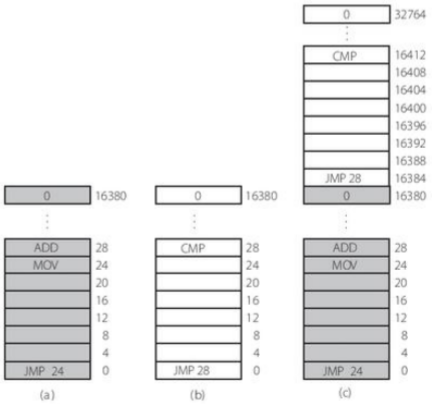 0 32764
CMP 16412
16408
16404
16400
16396
16392
16388
JMP 28 16384
0 16380 0 16380 0 16380
ADD 28 CMP 28 ADD 28
MOV 24 24 MOV 24
20 20 20
16 16 16
12 12 12
8 8 8
4 4 4
JMP 24 0 JMP 28 0 JMP 24 0
(a) (b) (c)